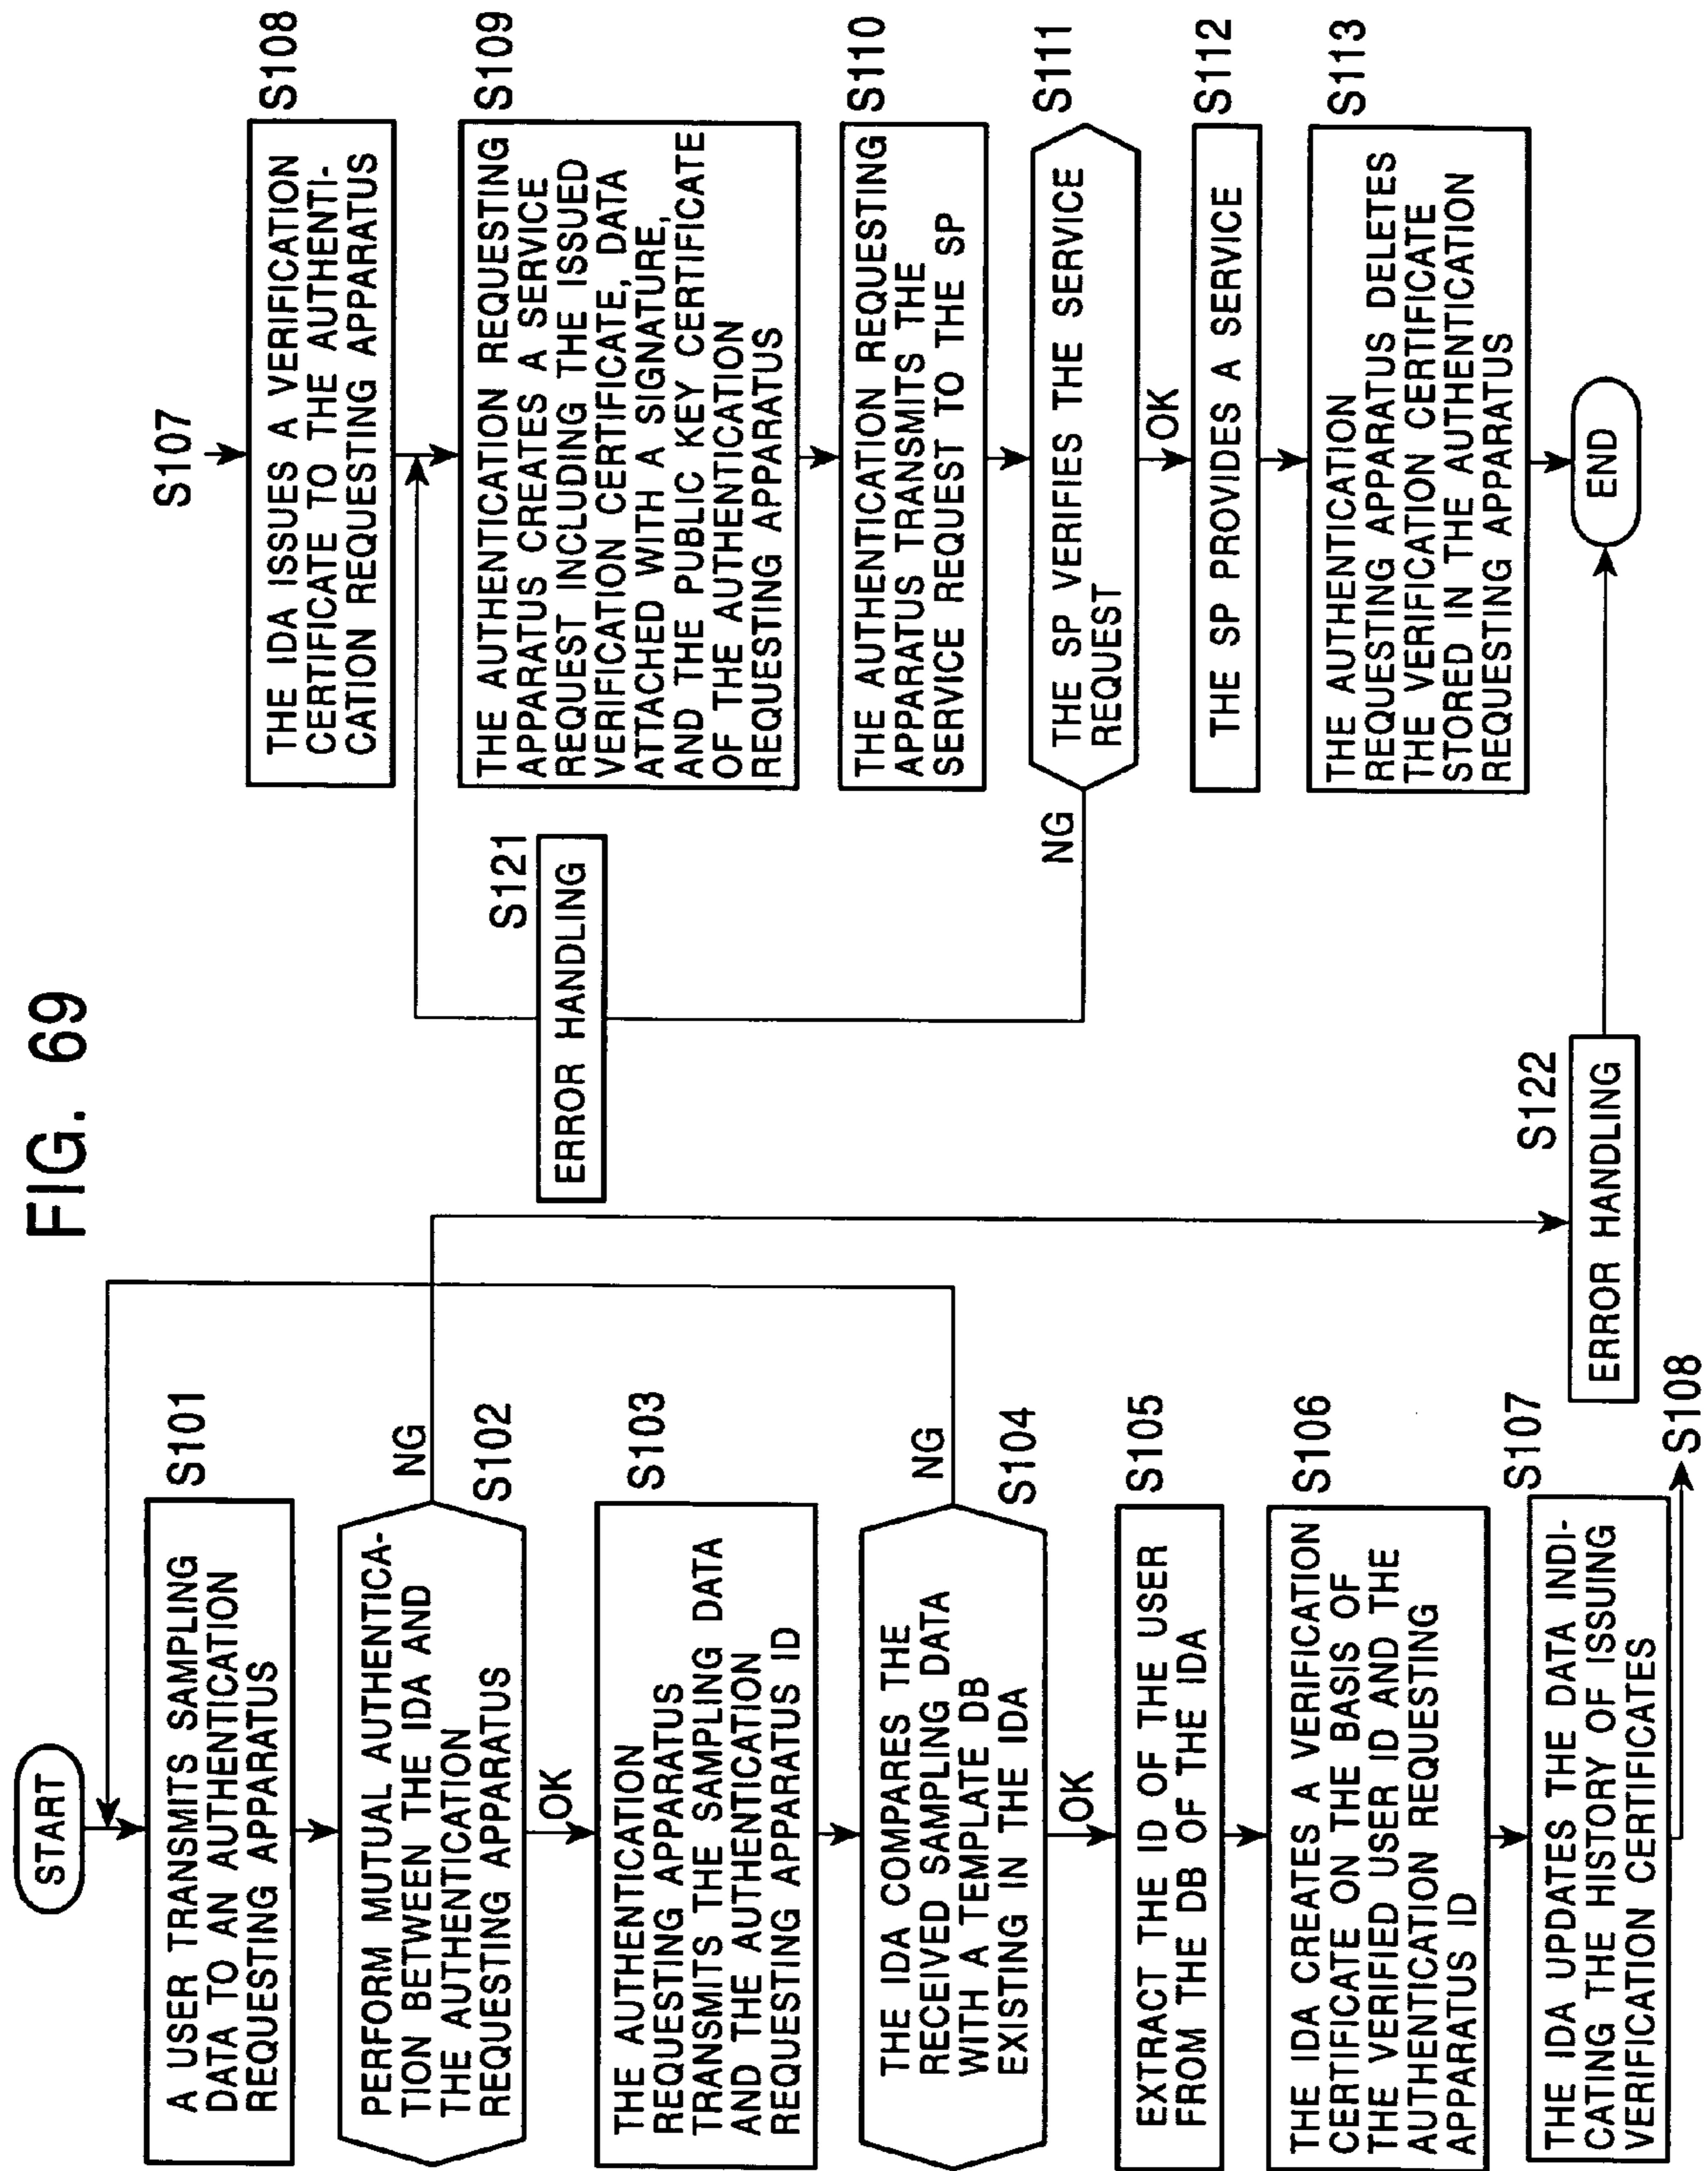 FIG. 69
START
S101
A USER TRANSMITS SAMPLING
DATA TO AN AUTHENTICATION
REQUESTING APPARATUS
S102
PERFORM MUTUAL AUTHENTICA-
TION BETWEEN THE IDA AND
THE AUTHENTICATION
REQUESTING APPARATUS
NG
OK
S103
THE AUTHENTICATION
REQUESTING APPARATUS
TRANSMITS THE SAMPLING DATA
AND THE AUTHENTICATION
REQUESTING APPARATUS ID
S104
THE IDA COMPARES THE
RECEIVED SAMPLING DATA
WITH A TEMPLATE DB
EXISTING IN THE IDA
NG
OK
S105
EXTRACT THE ID OF THE USER
FROM THE DB OF THE IDA
S106
THE IDA CREATES A VERIFICATION
CERTIFICATE ON THE BASIS OF
THE VERIFIED USER ID AND THE
AUTHENTICATION REQUESTING
APPARATUS ID
S107
THE IDA UPDATES THE DATA INDI-
CATING THE HISTORY OF ISSUING
VERIFICATION CERTIFICATES
S108
S107
S108
THE IDA ISSUES A VERIFICATION
CERTIFICATE TO THE AUTHENTI-
CATION REQUESTING APPARATUS
S109
THE AUTHENTICATION REQUESTING
APPARATUS CREATES A SERVICE
REQUEST INCLUDING THE ISSUED
VERIFICATION CERTIFICATE, DATA
ATTACHED WITH A SIGNATURE,
AND THE PUBLIC KEY CERTIFICATE
OF THE AUTHENTICATION
REQUESTING APPARATUS
S110
THE AUTHENTICATION REQUESTING
APPARATUS TRANSMITS THE
SERVICE REQUEST TO THE SP
S111
THE SP VERIFIES THE SERVICE
REQUEST
NG
OK
S121
ERROR HANDLING
S112
THE SP PROVIDES A SERVICE
S113
THE AUTHENTICATION
REQUESTING APPARATUS DELETES
THE VERIFICATION CERTIFICATE
STORED IN THE AUTHENTICATION
REQUESTING APPARATUS
S122
ERROR HANDLING
END